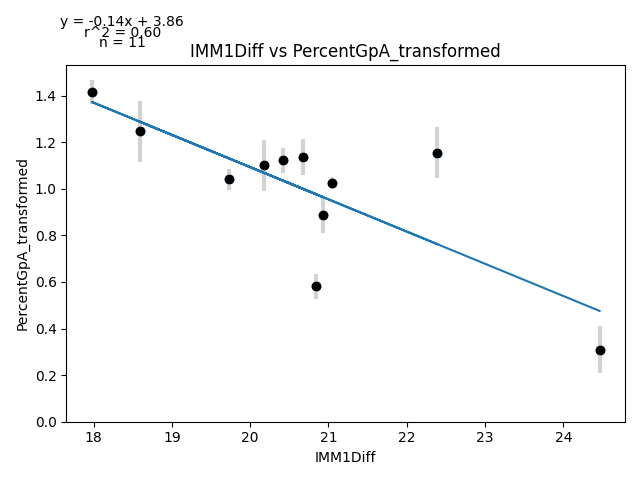 y = -0.14x + 3.86
r^2 = 0.60
n = 11
IMM1Diff vs PercentGpA_transformed
PercentGpA_transformed
1.4
1.2
1.0
0.8
0.6
0.4
0.2
0.0
18 19 20 21 22 23 24
IMM1Diff